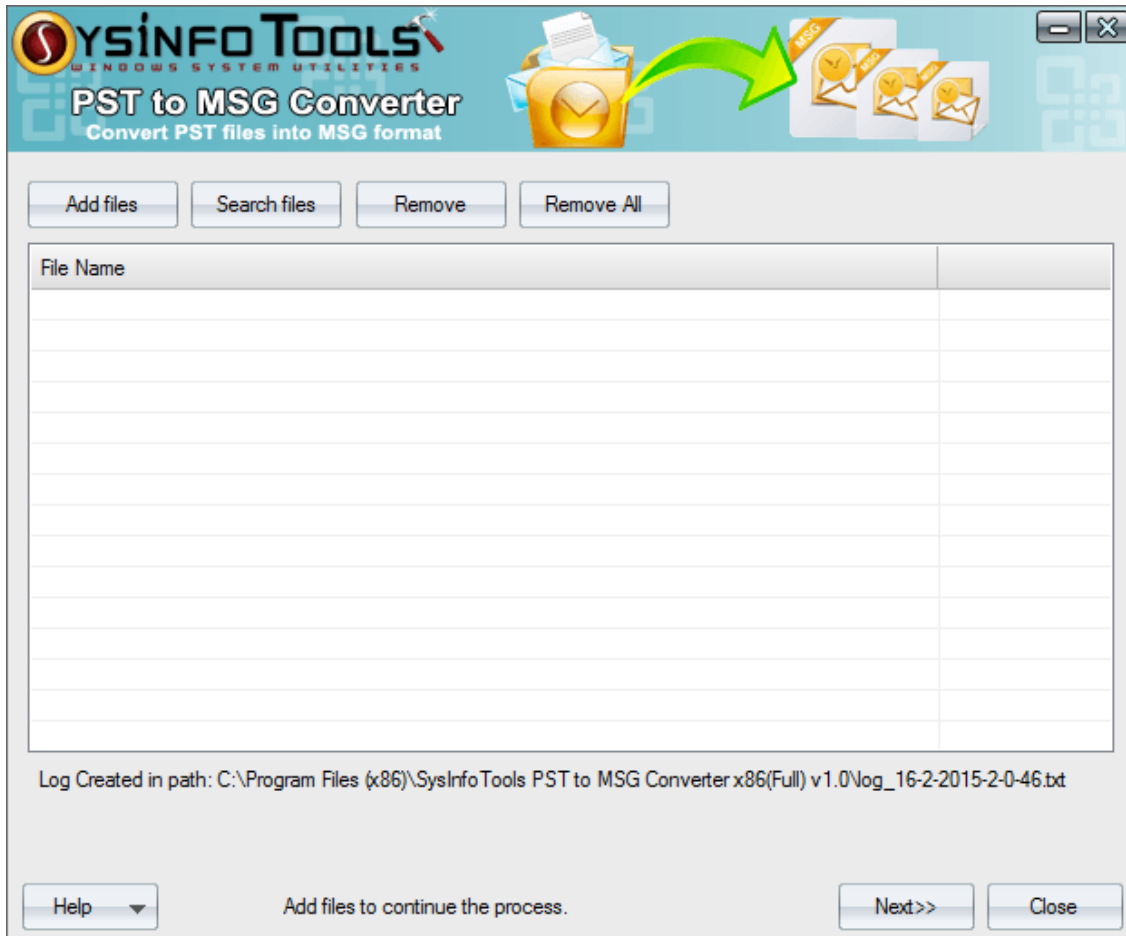 SYSINFO TOOLS
WINDOWS SYSTEM UTILITIES
PST to MSG Converter
Convert PST files into MSG format
MSG
MSG
MSG
Add files
Search files
Remove
Remove All
File Name
Log Created in path: C:\Program Files (x86)\SysInfoTools PST to MSG Converter x86(Full) v1.0\log_16-2-2015-2-0-46.txt
Help
Add files to continue the process.
Next>>
Close